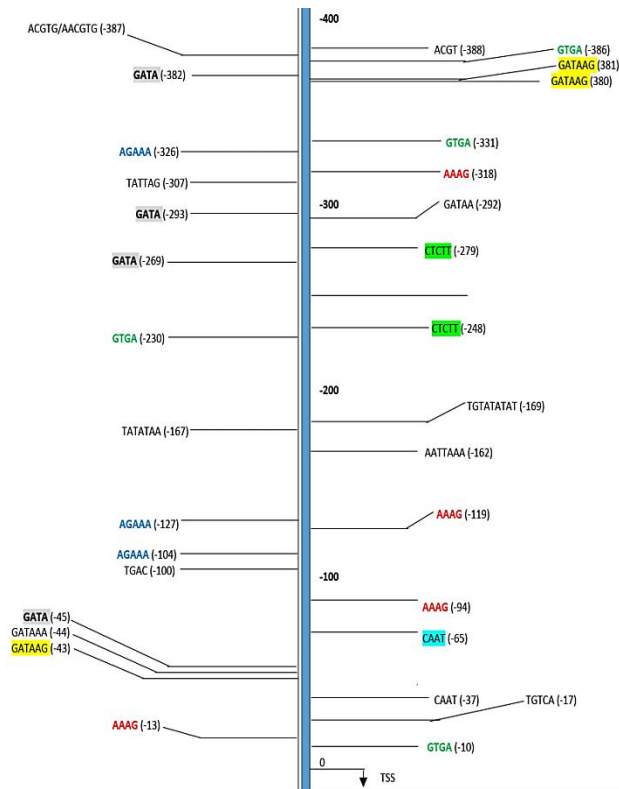 -400
ACGTG/AACGTG (-387)
ACGT (-388)
GTGA (-386)
GATAAG (381)
GATA (-382)
GATAAG (380)
GTGA (-331)
AGAAA (-326)
AAAG (-318)
TATTAG (-307)
-300
GATAA (-292)
GATA (-293)
CTCTT (-279)
GATA (-269)
CTCTT (-248)
GTGA (-230)
-200
TGTATATAT (-169)
TATATAA (-167)
AATTAAA (-162)
AAAG (-119)
AGAAA (-127)
AGAAA (-104)
TGAC (-100)
-100
AAAG (-94)
GATA (-45)
GATAAA (-44)
CAAT (-65)
GATAAG (-43)
CAAT (-37)
TGTCA (-17)
AAAG (-13)
GTGA (-10)
0
TSS